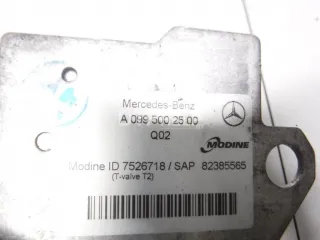 Mercedes-Benz
A 099 500 25 00
Q02
MODINE
Modine ID 7526718 / SAP 82385565
(T-valve T2)